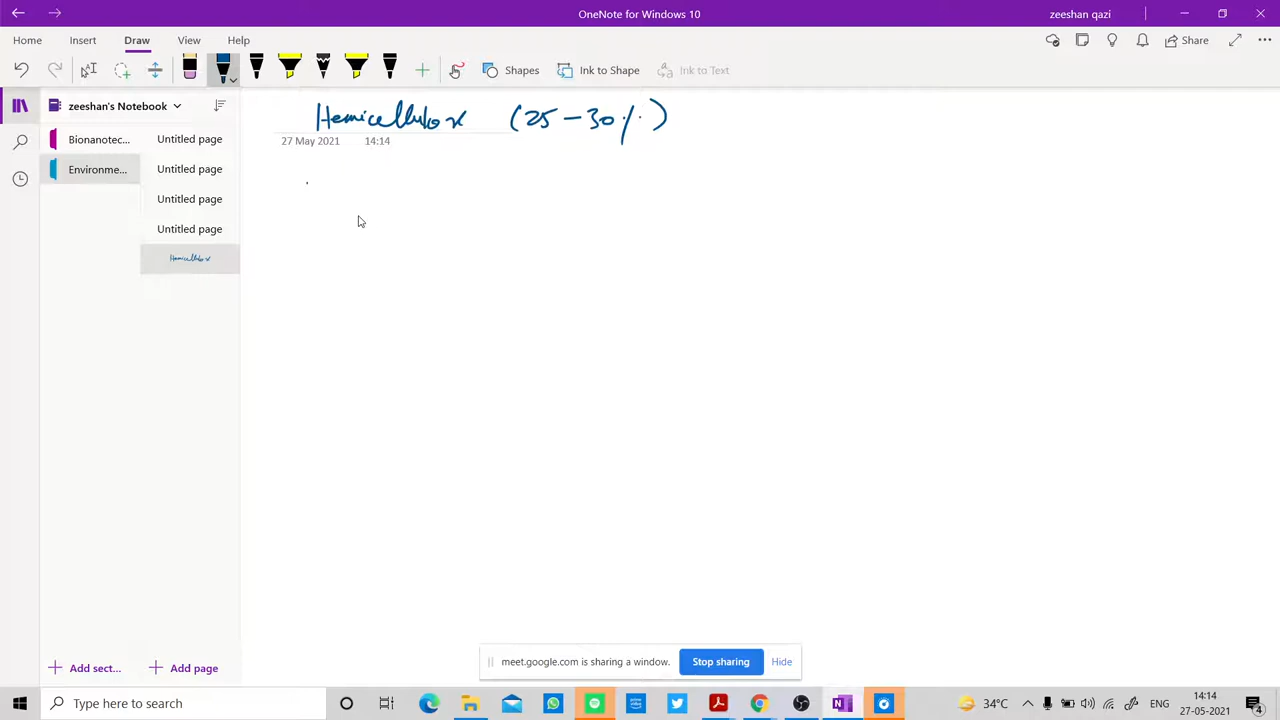 OneNote for Windows 10
zeeshan qazi
Home Insert Draw View Help
Share
Shapes
Ink to Shape
Ink to Text
zeeshan's Notebook
Bionanotec...
Environme...
Untitled page
Untitled page
Untitled page
Untitled page
Hemicellulose
Hemicellulose (25-30%)
27 May 2021 14:14
Add sect...
Add page
meet.google.com is sharing a window.
Stop sharing
Hide
Type here to search
34°C
ENG
14:14
27-05-2021
4